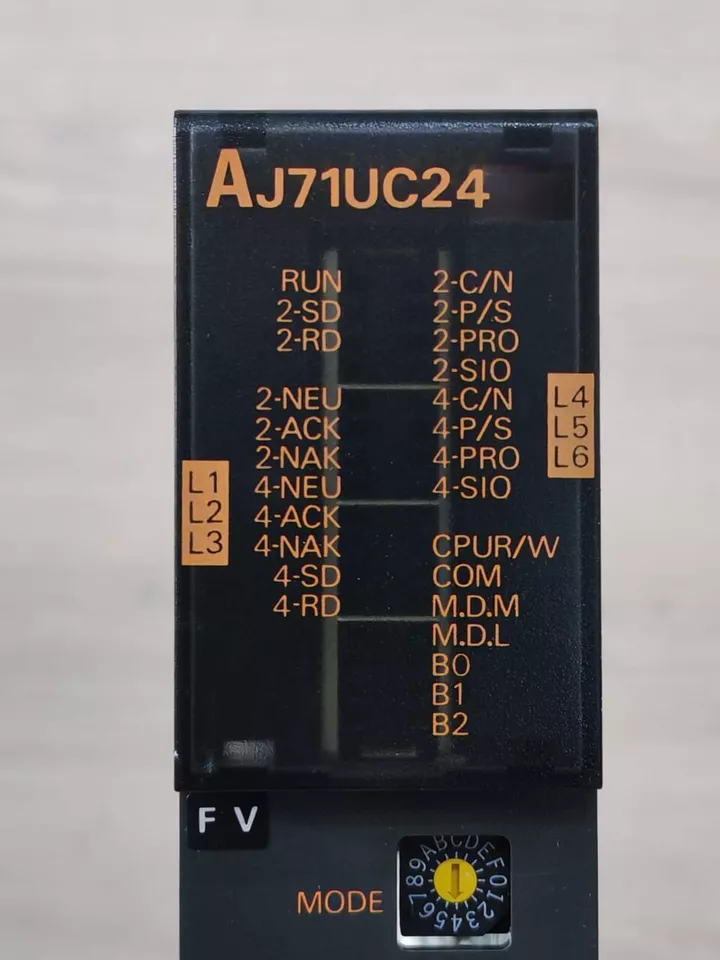 AJ71UC24
RUN 2-C/N
2-SD 2-P/S
2-RD 2-PRO
2-SIO
2-NEU 4-C/N L4
2-ACK 4-P/S L5
2-NAK 4-PRO L6
L1 4-NEU 4-SIO
L2 4-ACK
L3 4-NAK CPUR/W
4-SD COM
4-RD M.D.M
M.D.L
B0
B1
B2
F V
MODE 0123456789ABCDEF